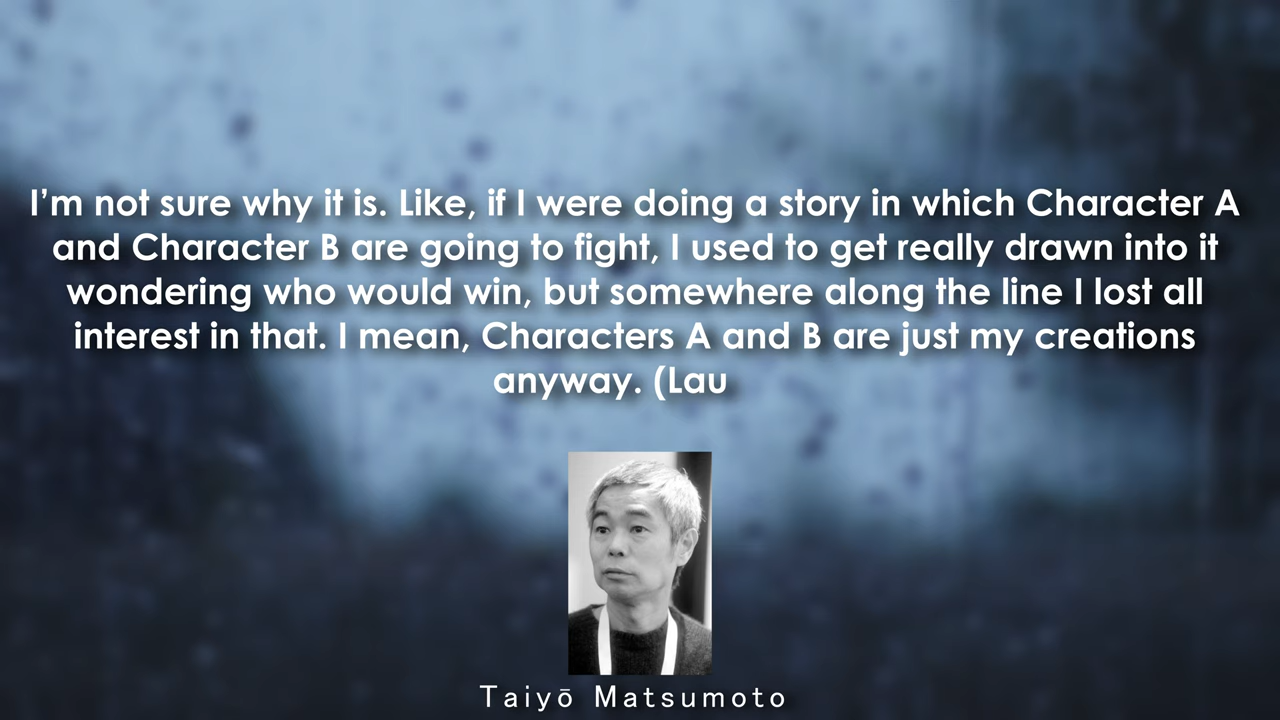 I’m not sure why it is. Like, if I were doing a story in which Character A
and Character B are going to fight, I used to get really drawn into it
wondering who would win, but somewhere along the line I lost all
interest in that. I mean, Characters A and B are just my creations
anyway. (Lau
Taiyō Matsumoto